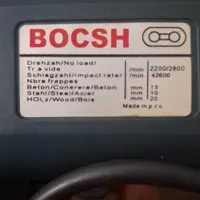 BOCSH
Drehzah/No load/ /min 2200/2800
Tr.a vide
Schlagzahl/Impact rate/ /min 42600
Nbre frappes
Beton/Conerere/Beton mm 13
Stahl/Steel/Acier mm 10
HOLz/Wood/Bois mm 20
Made in p.r.c.